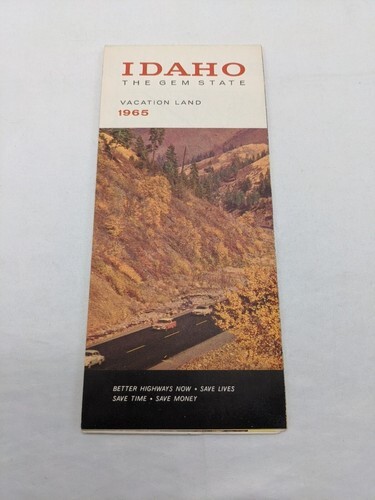 IDAHO
THE GEM STATE
VACATION LAND
1965
BETTER HIGHWAYS NOW • SAVE LIVES
SAVE TIME • SAVE MONEY